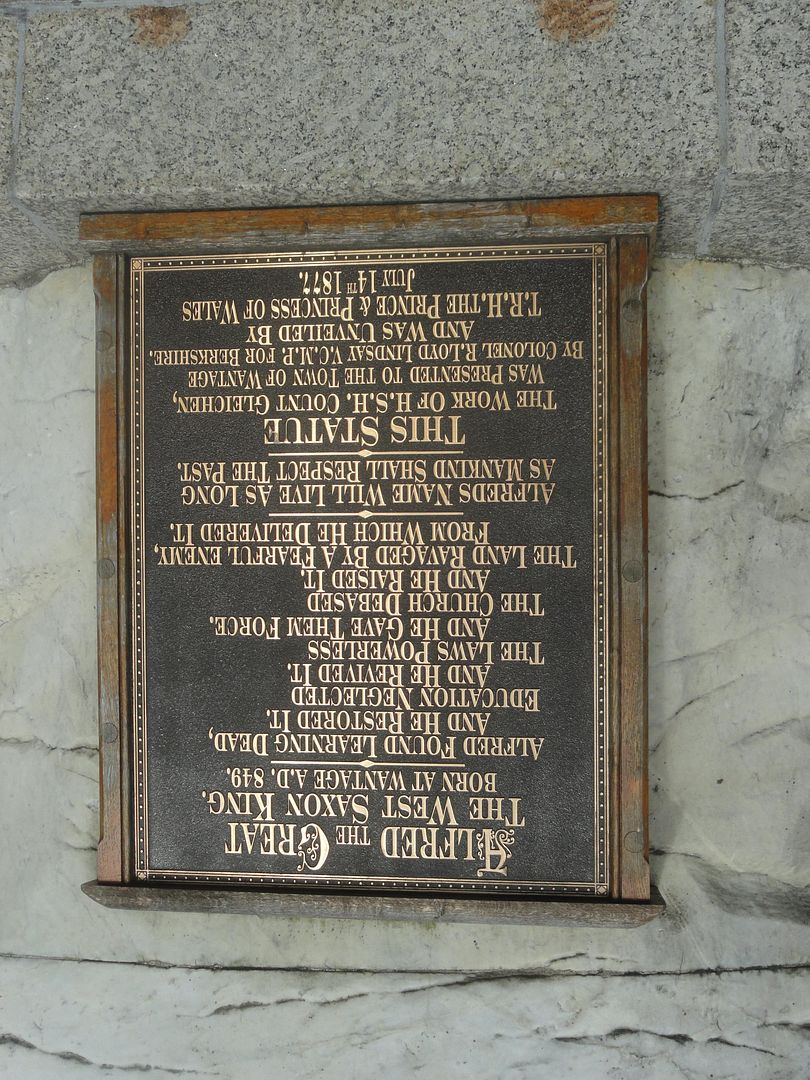 ALFRED THE GREAT
THE WEST SAXON KING.
BORN AT WANTAGE A.D. 849.
ALFRED FOUND LEARNING DEAD,
AND HE RESTORED IT.
EDUCATION NEGLECTED
AND HE REVIVED IT.
THE LAWS POWERLESS
AND HE GAVE THEM FORCE.
THE CHURCH DEBASED
AND HE RAISED IT.
THE LAND RAVAGED BY A FEARFUL ENEMY,
FROM WHICH HE DELIVERED IT.
ALFREDS NAME WILL LIVE AS LONG
AS MANKIND SHALL RESPECT THE PAST.
THIS STATUE
THE WORK OF H.S.H. COUNT GLEICHEN,
WAS PRESENTED TO THE TOWN OF WANTAGE
BY COLONEL R.LOYD LINDSAY V.C.M.P. FOR BERKSHIRE.
AND WAS UNVEILED BY
T.R.H.THE PRINCE & PRINCESS OF WALES
JULY 14TH 1877.